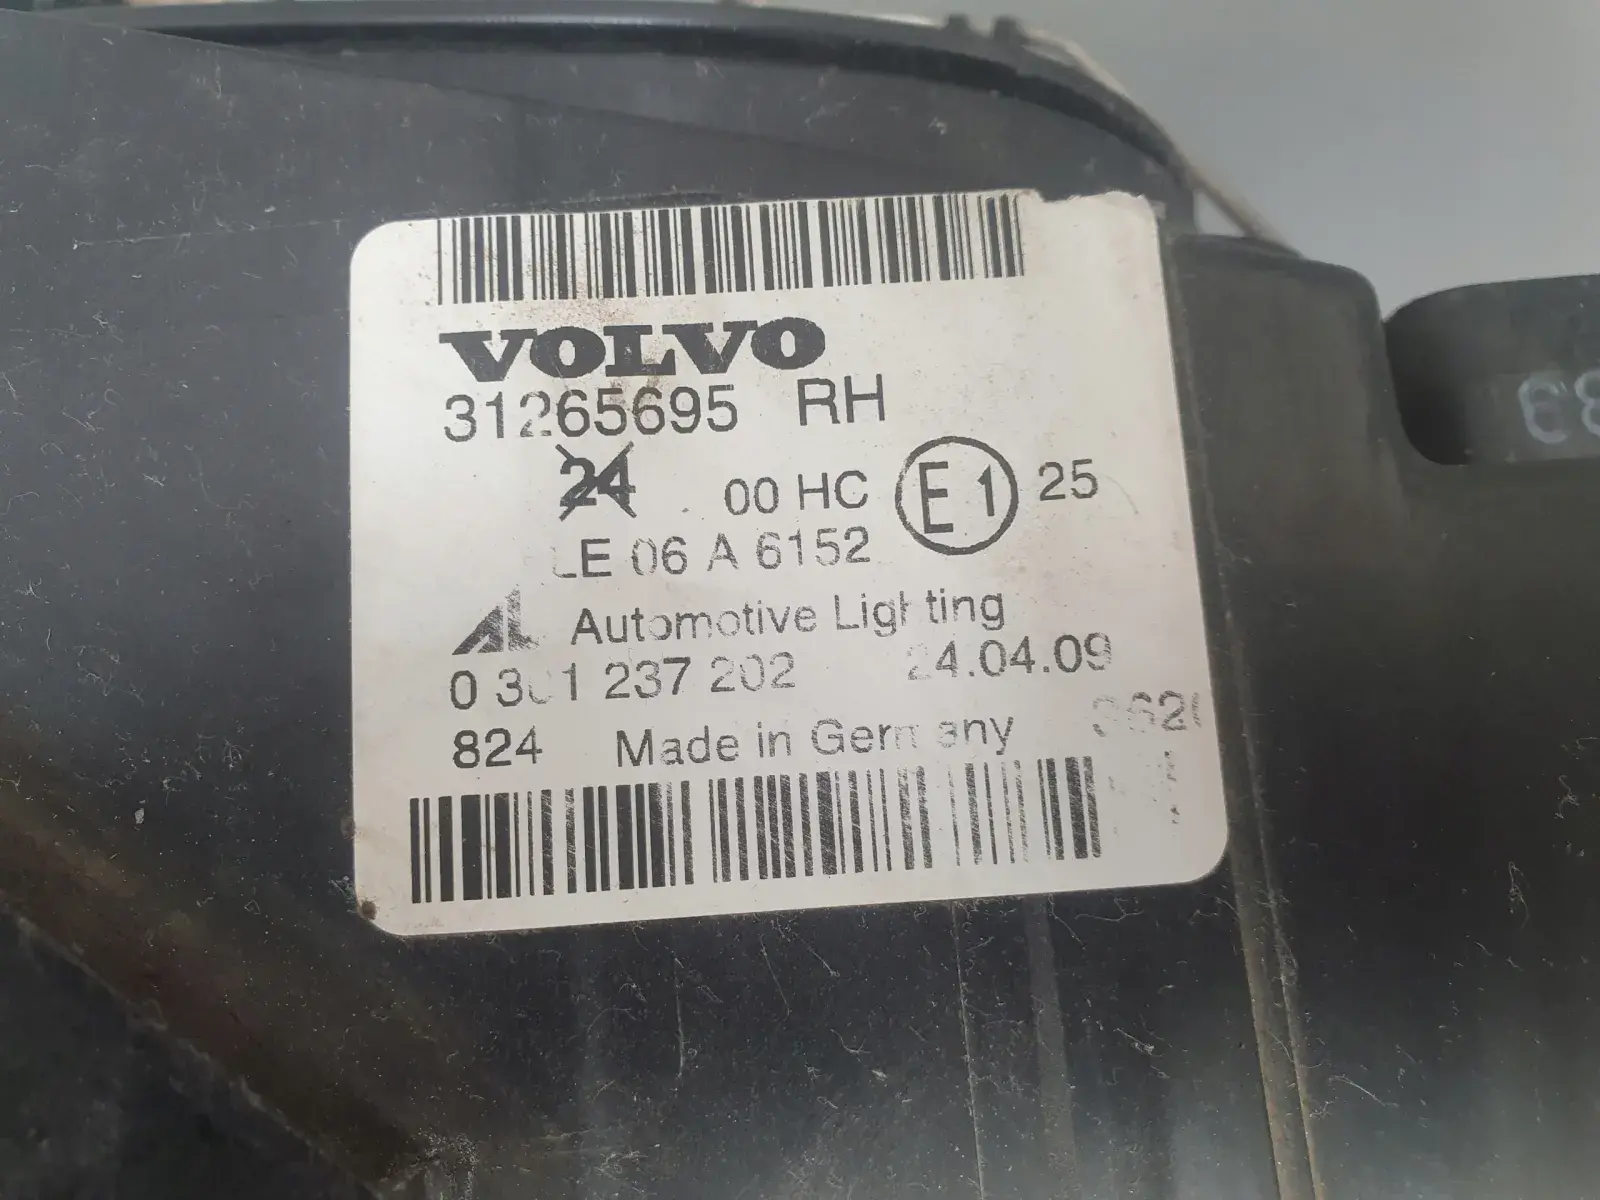 VOLVO
31265695 RH
24 00 HC E1 25
LE 06 A 6152
AL Automotive Lighting
0 301 237 202 24.04.09
824 Made in Germany